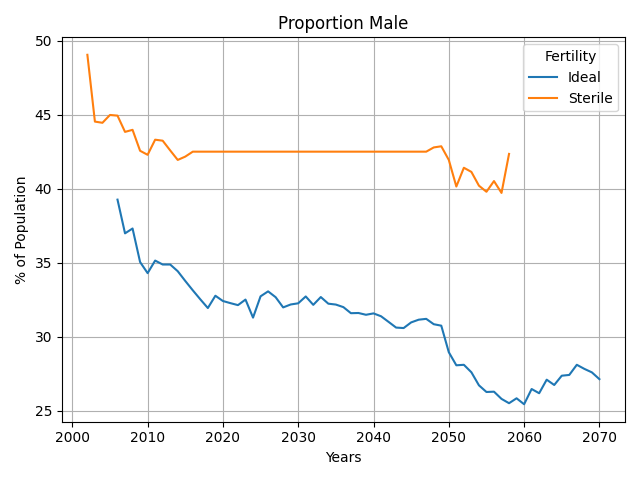 Proportion Male
Fertility
Ideal
Sterile
% of Population
50
45
40
35
30
25
2000 2010 2020 2030 2040 2050 2060 2070
Years